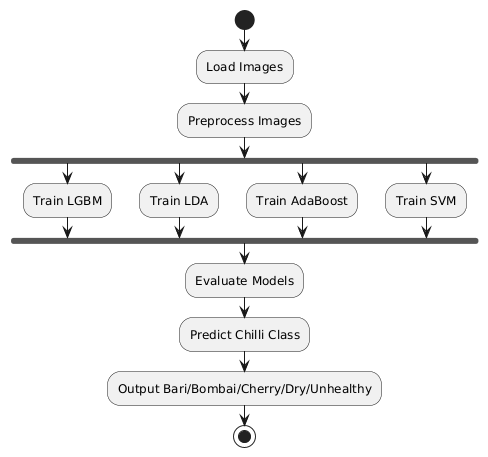 Load Images
Preprocess Images
Train LGBM
Train LDA
Train AdaBoost
Train SVM
Evaluate Models
Predict Chilli Class
Output Bari/Bombai/Cherry/Dry/Unhealthy